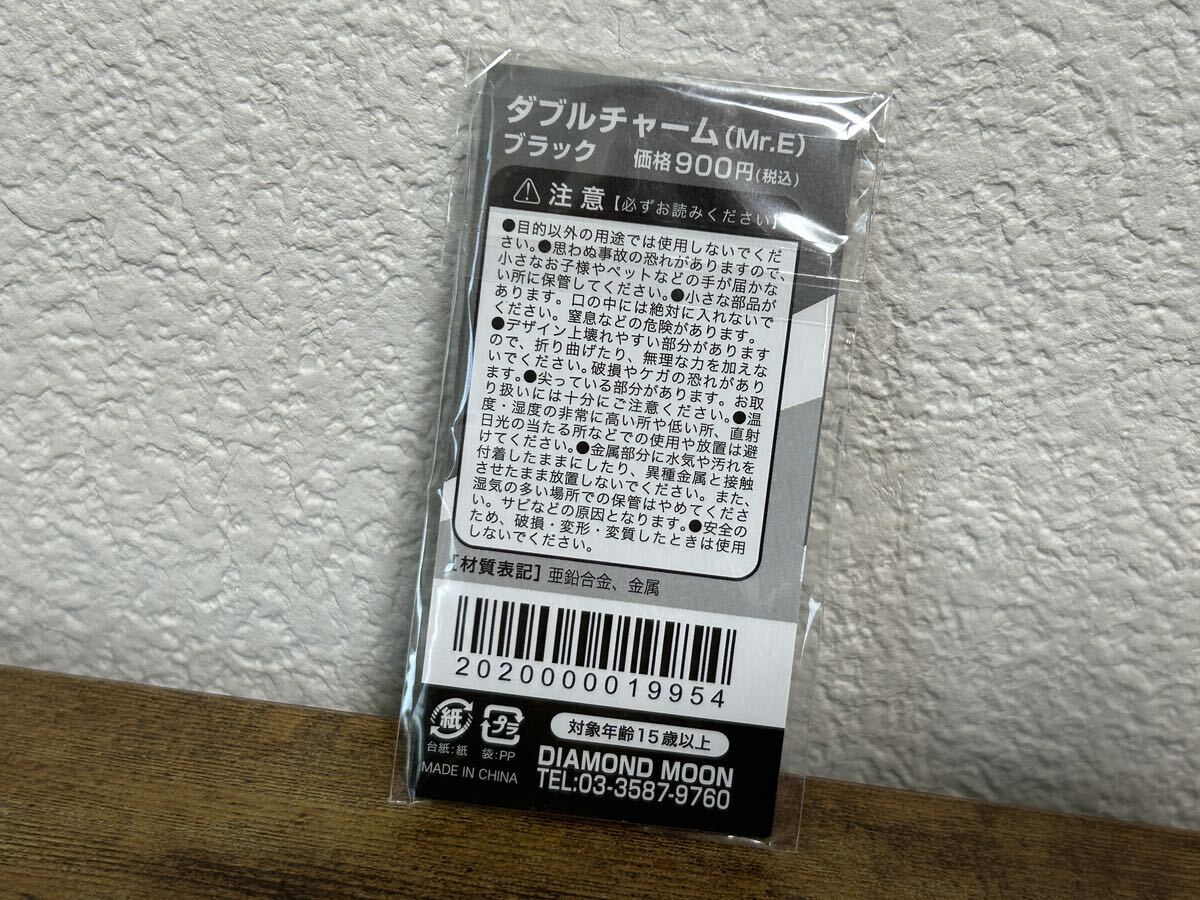 ダブルチャーム(Mr.E)
ブラック 価格900円(税込)
注意【必ずお読みください】
●目的以外の用途では使用しないでくだ
さい。●思わぬ事故の恐れがありますので、
小さなお子様やペットなどの手が届かな
い所に保管してください。●小さな部品が
あります。口の中には絶対に入れないで
ください。窒息などの危険があります。
●デザイン上壊れやすい部分があります
ので、折り曲げたり、無理な力を加えな
いでください。破損やケガの恐れがあり
ます。●尖っている部分があります。お取
り扱いには十分にご注意ください。●温
度・湿度の非常に高い所や低い所、直射
日光の当たる所などでの使用や放置は避
けてください。●金属部分に水気や汚れを
付着したままにしたり、異種金属と接触
させたまま放置しないでください。また、
湿気の多い場所での保管はやめてくださ
い。サビなどの原因となります。●安全の
ため、破損・変形・変質したときは使用
しないでください。
[材質表記]亜鉛合金、金属
2020000019954
紙 プラ 対象年齢15歳以上
台紙:紙 袋:PP
DIAMOND MOON
MADE IN CHINA
TEL:03-3587-9760